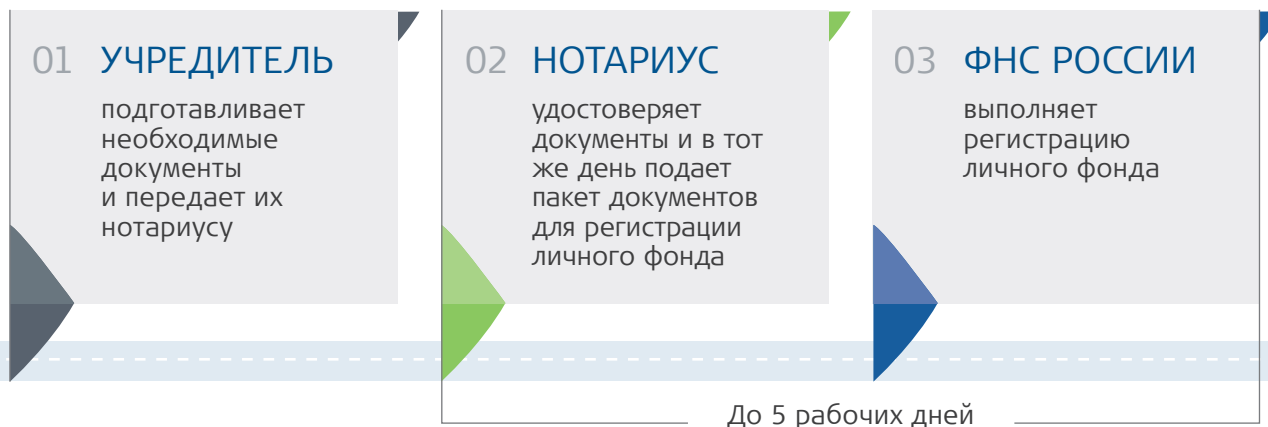 01 УЧРЕДИТЕЛЬ
подготавливает
необходимые
документы
и передает их
нотариусу
02 НОТАРИУС
удостоверяет
документы и в тот
же день подает
пакет документов
для регистрации
личного фонда
03 ФНС РОССИИ
выполняет
регистрацию
личного фонда
До 5 рабочих дней